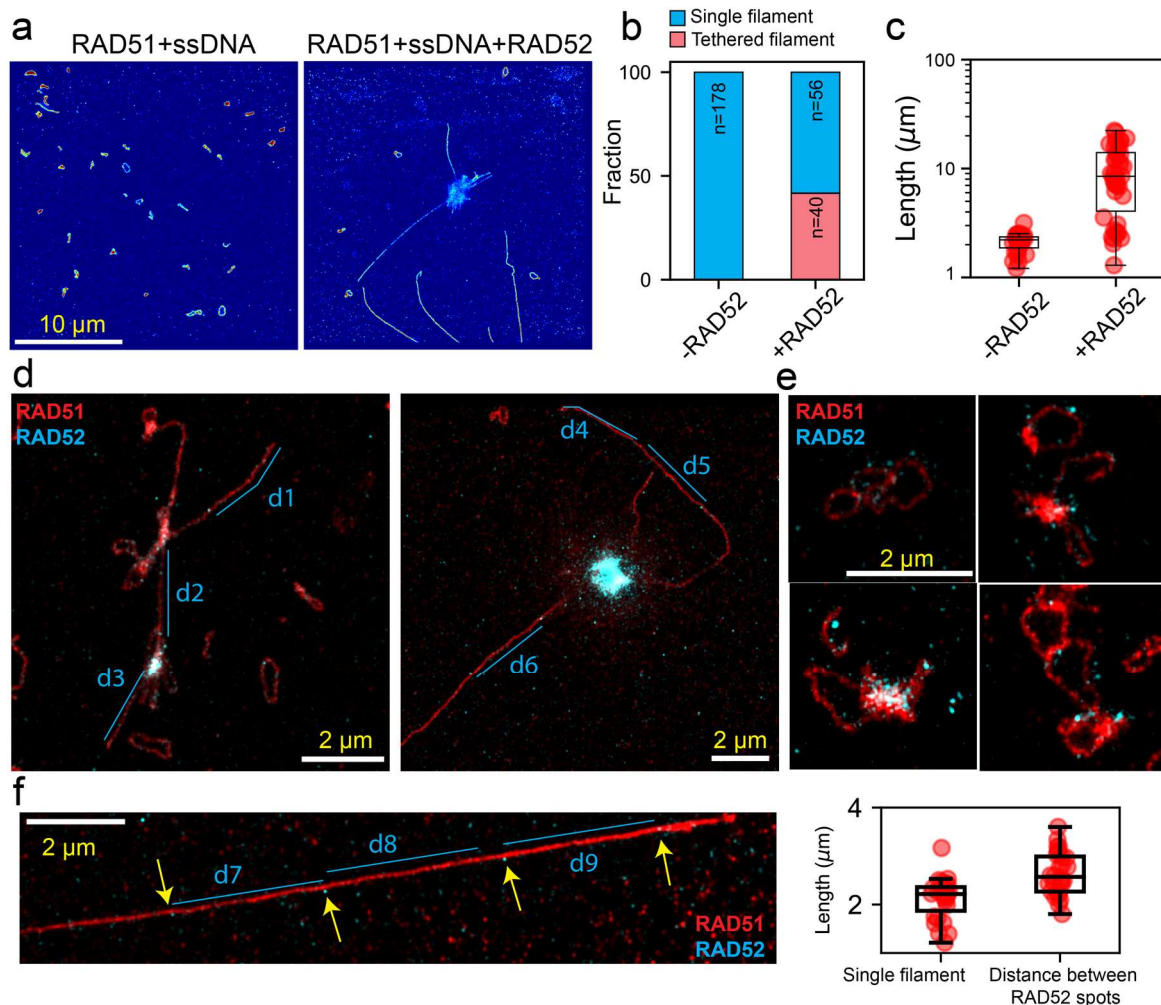 a
RAD51+ssDNA
RAD51+ssDNA+RAD52
10 µm
b
Single filament
Tethered filament
Fraction
100
50
0
n=178
n=56
n=40
-RAD52
+RAD52
c
Length (µm)
100
10
1
-RAD52
+RAD52
d
RAD51
RAD52
d1
d2
d3
2 µm
d4
d5
d6
2 µm
e
RAD51
RAD52
2 µm
f
2 µm
d7
d8
d9
RAD51
RAD52
Length (µm)
4
2
Single filament
Distance between
RAD52 spots